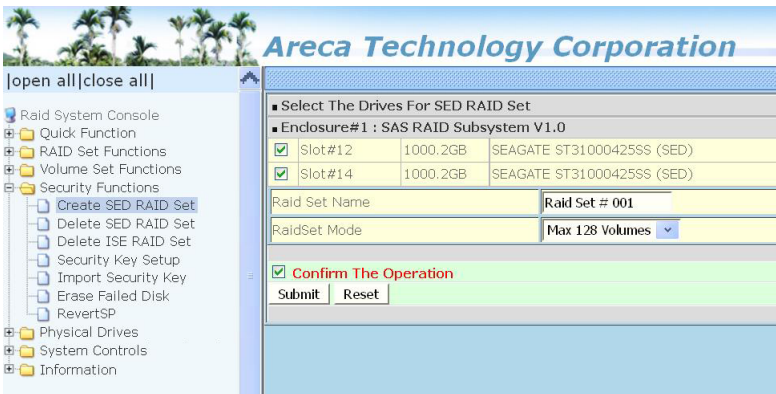 Areca Technology Corporation
|open all|close all|
Raid System Console
Quick Function
RAID Set Functions
Volume Set Functions
Security Functions
Create SED RAID Set
Delete SED RAID Set
Delete ISE RAID Set
Security Key Setup
Import Security Key
Erase Failed Disk
RevertSP
Physical Drives
System Controls
Information
Select The Drives For SED RAID Set
Enclosure#1 : SAS RAID Subsystem V1.0
Slot#12 1000.2GB SEAGATE ST31000425SS (SED)
Slot#14 1000.2GB SEAGATE ST31000425SS (SED)
Raid Set Name Raid Set # 001
RaidSet Mode Max 128 Volumes
Confirm The Operation
Submit Reset